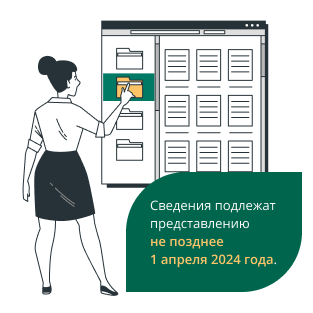 Сведения подлежат
представлению
не позднее
1 апреля 2024 года.